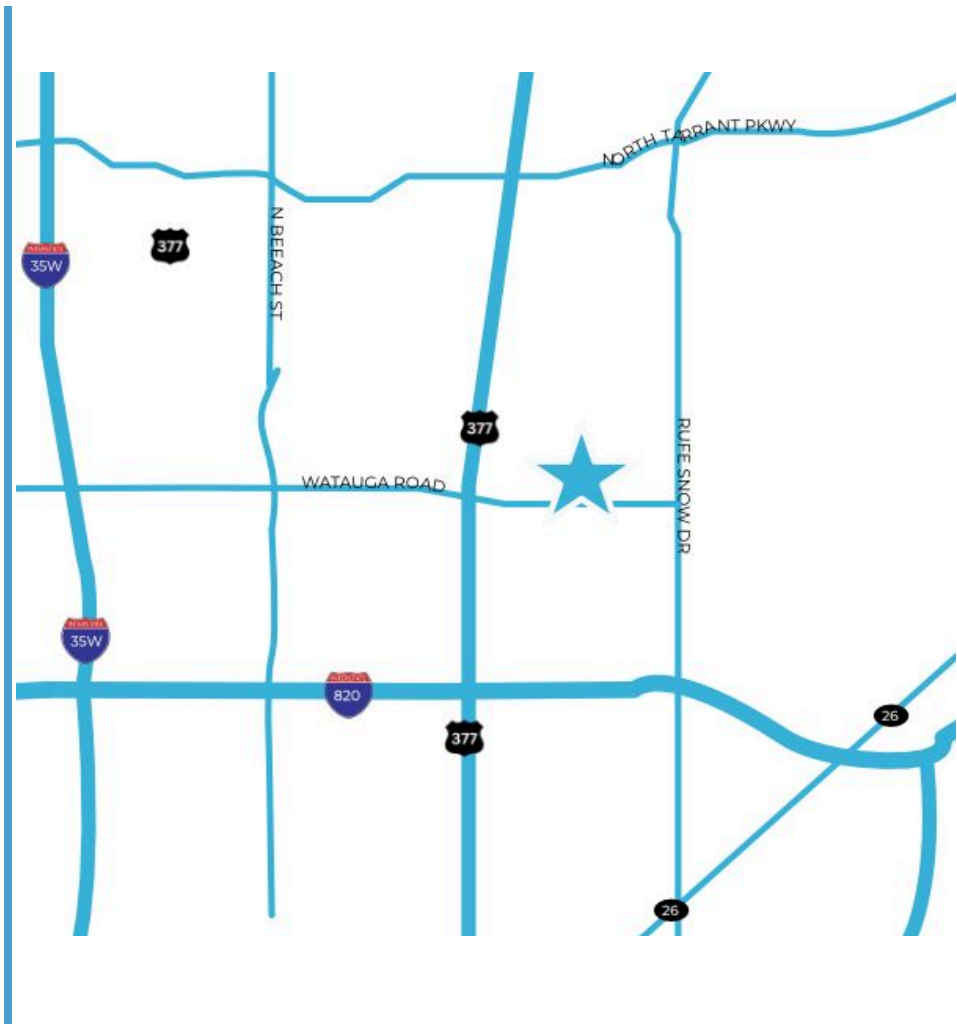 NORTH TARRANT PKWY
377
N BEEACH ST
35W
377
RUFE SNOW DR
WATAUGA ROAD
35W
820
26
377
26